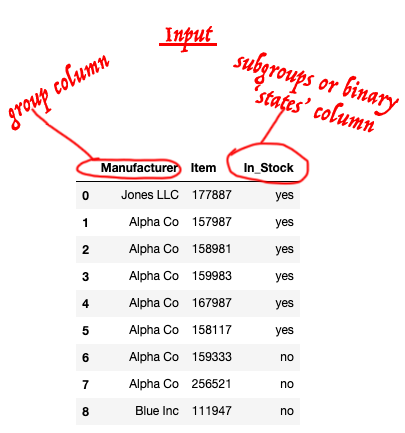 Input
group column
subgroups or binary
'states' column
Manufacturer Item In_Stock
0 Jones LLC 177887 yes
1 Alpha Co 157987 yes
2 Alpha Co 158981 yes
3 Alpha Co 159983 yes
4 Alpha Co 167987 yes
5 Alpha Co 158117 yes
6 Alpha Co 159333 no
7 Alpha Co 256521 no
8 Blue Inc 111947 no